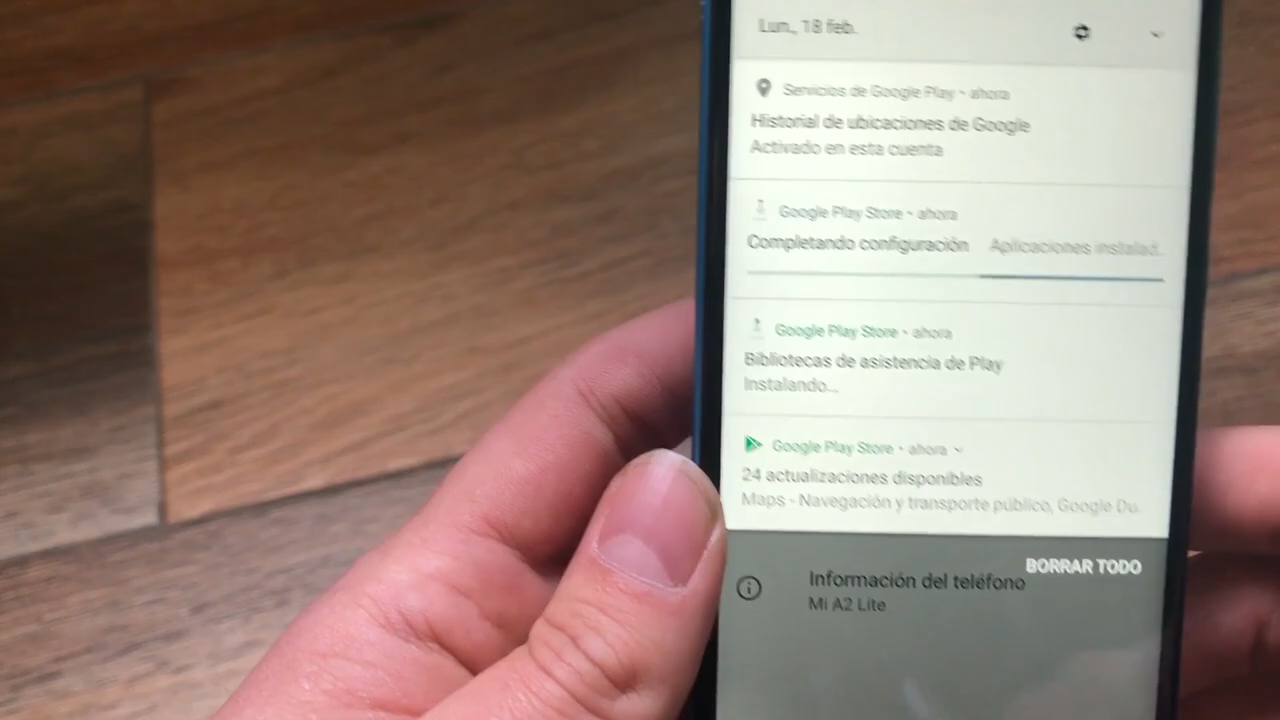 Lun., 18 feb.
Servicios de Google Play • ahora
Historial de ubicaciones de Google
Activado en esta cuenta
Google Play Store • ahora
Completando configuración Aplicaciones instalad..
Google Play Store • ahora
Bibliotecas de asistencia de Play
Instalando...
Google Play Store • ahora
24 actualizaciones disponibles
Maps - Navegación y transporte público, Google Du..
BORRAR TODO
Información del teléfono
Mi A2 Lite